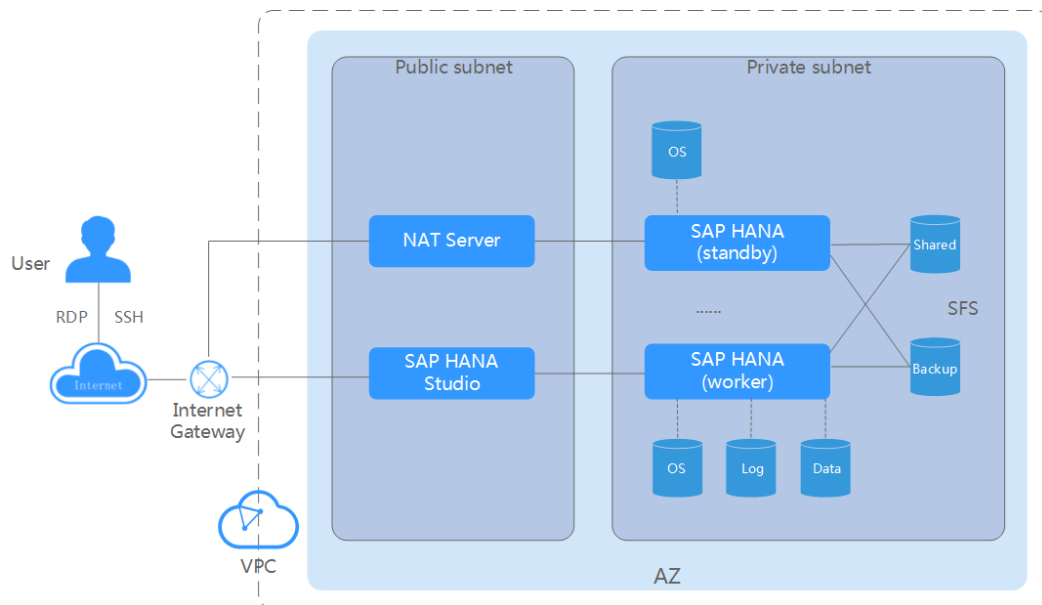 Public subnet
Private subnet
OS
NAT Server
SAP HANA
(standby)
Shared
User
RDP
SSH
......
SFS
Internet
SAP HANA
Studio
SAP HANA
(worker)
Backup
Internet
Gateway
OS
Log
Data
VPC
AZ